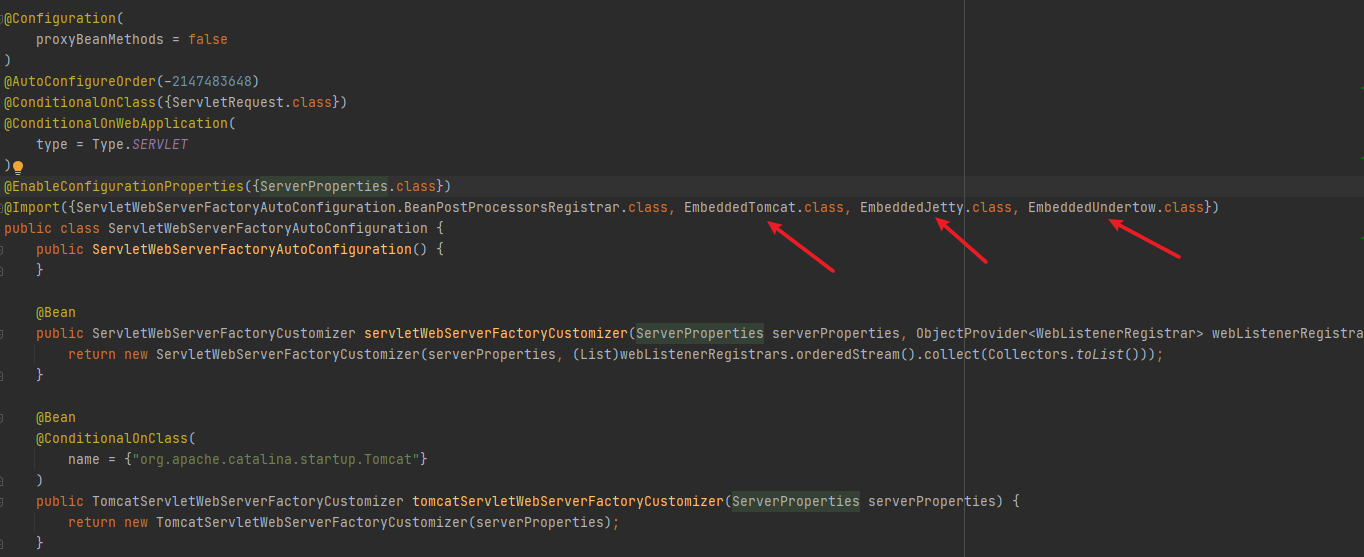 @Configuration(
    proxyBeanMethods = false
)
@AutoConfigureOrder(-2147483648)
@ConditionalOnClass({ServletRequest.class})
@ConditionalOnWebApplication(
    type = Type.SERVLET
)
@EnableConfigurationProperties({ServerProperties.class})
@Import({ServletWebServerFactoryAutoConfiguration.BeanPostProcessorsRegistrar.class, EmbeddedTomcat.class, EmbeddedJetty.class, EmbeddedUndertow.class})
public class ServletWebServerFactoryAutoConfiguration {
    public ServletWebServerFactoryAutoConfiguration() {
    }
    @Bean
    public ServletWebServerFactoryCustomizer servletWebServerFactoryCustomizer(ServerProperties serverProperties, ObjectProvider<WebListenerRegistrar> webListenerRegistra
        return new ServletWebServerFactoryCustomizer(serverProperties, (List)webListenerRegistrars.orderedStream().collect(Collectors.toList()));
    }
    @Bean
    @ConditionalOnClass(
        name = {"org.apache.catalina.startup.Tomcat"}
    )
    public TomcatServletWebServerFactoryCustomizer tomcatServletWebServerFactoryCustomizer(ServerProperties serverProperties) {
        return new TomcatServletWebServerFactoryCustomizer(serverProperties);
    }